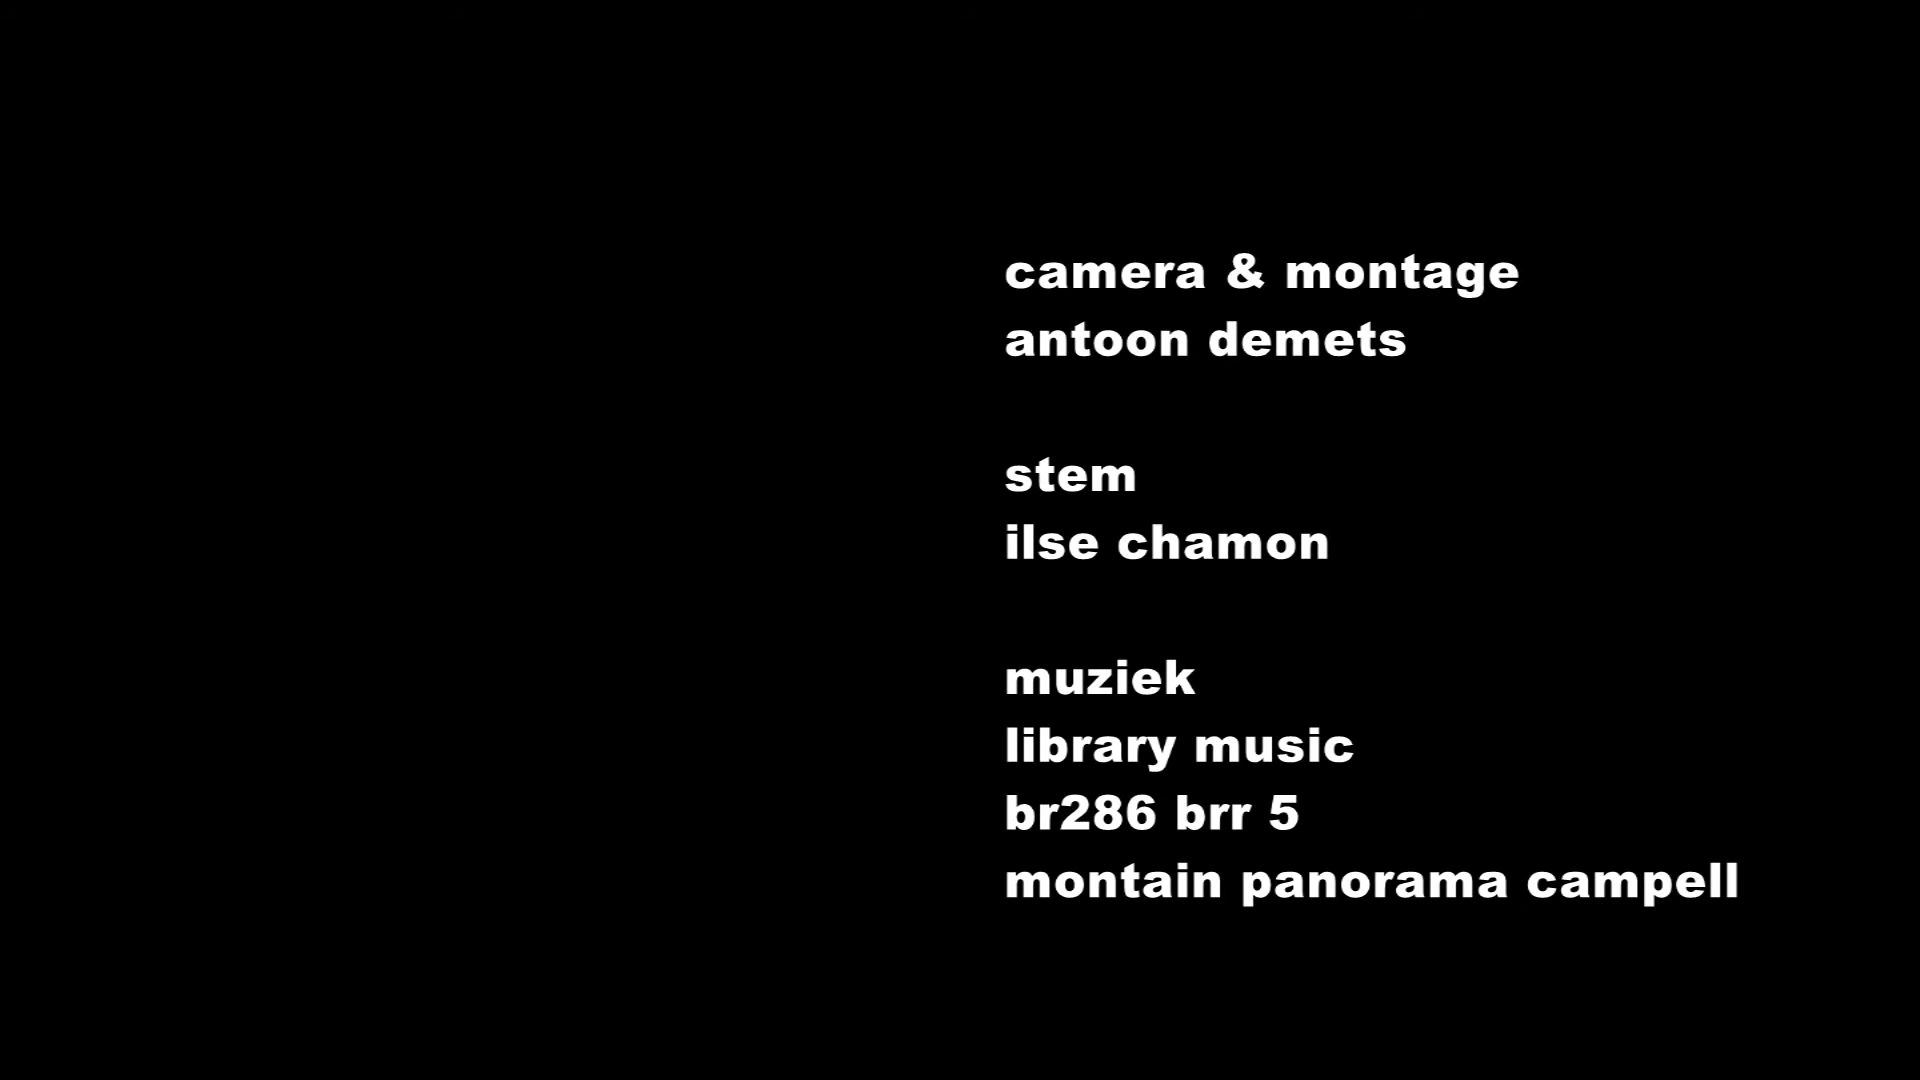 camera & montage
antoon demets
stem
ilse chamon
muziek
library music
br286 brr 5
montain panorama campell